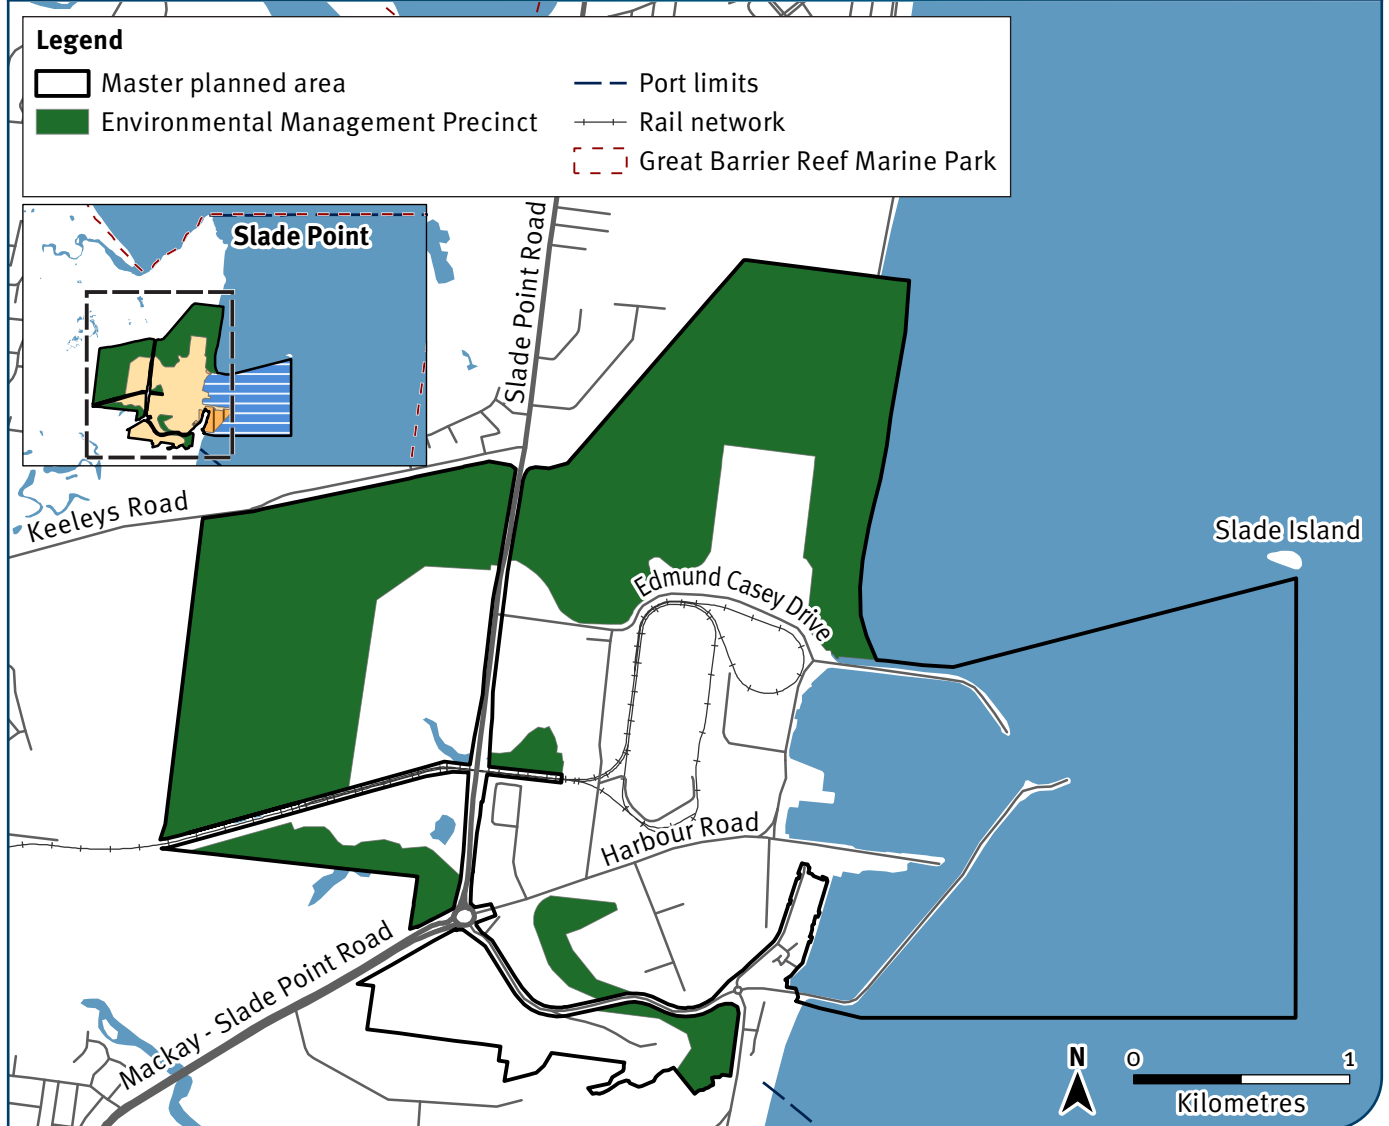 Legend
Master planned area
Environmental Management Precinct
Port limits
Rail network
Great Barrier Reef Marine Park
Slade Point
Slade Point Road
Keeleys Road
Edmund Casey Drive
Slade Island
Harbour Road
Mackay - Slade Point Road
N
0 1
Kilometres